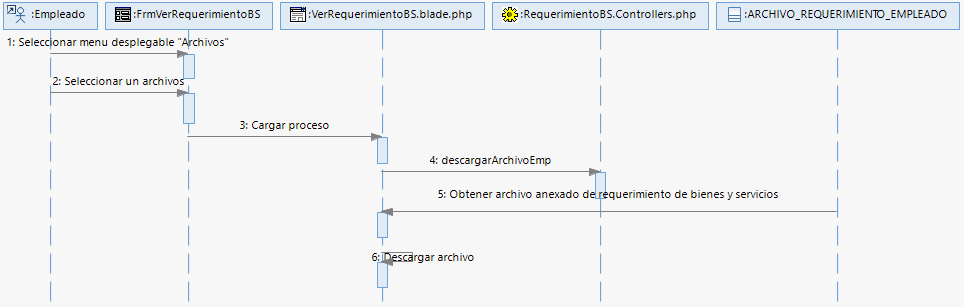 :Empleado
:FrmVerRequerimientoBS
:VerRequerimientoBS.blade.php
:RequerimientoBS.Controllers.php
:ARCHIVO_REQUERIMIENTO_EMPLEADO
1: Seleccionar menu desplegable "Archivos"
2: Seleccionar un archivos
3: Cargar proceso
4: descargarArchivoEmp
5: Obtener archivo anexado de requerimiento de bienes y servicios
6: Descargar archivo